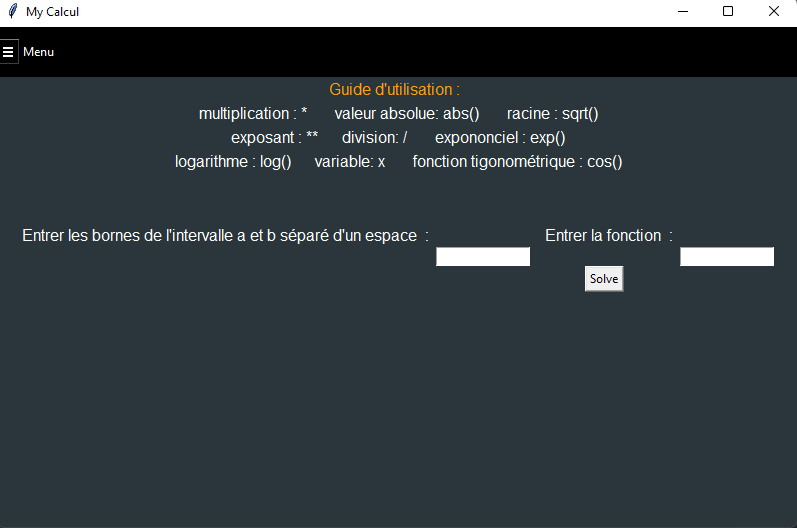 My Calcul
Menu
Guide d'utilisation :
multiplication : * valeur absolue: abs() racine : sqrt()
exposant : ** division: / expononciel : exp()
logarithme : log() variable: x fonction tigonométrique : cos()
Entrer les bornes de l'intervalle a et b séparé d'un espace : Entrer la fonction :
Solve